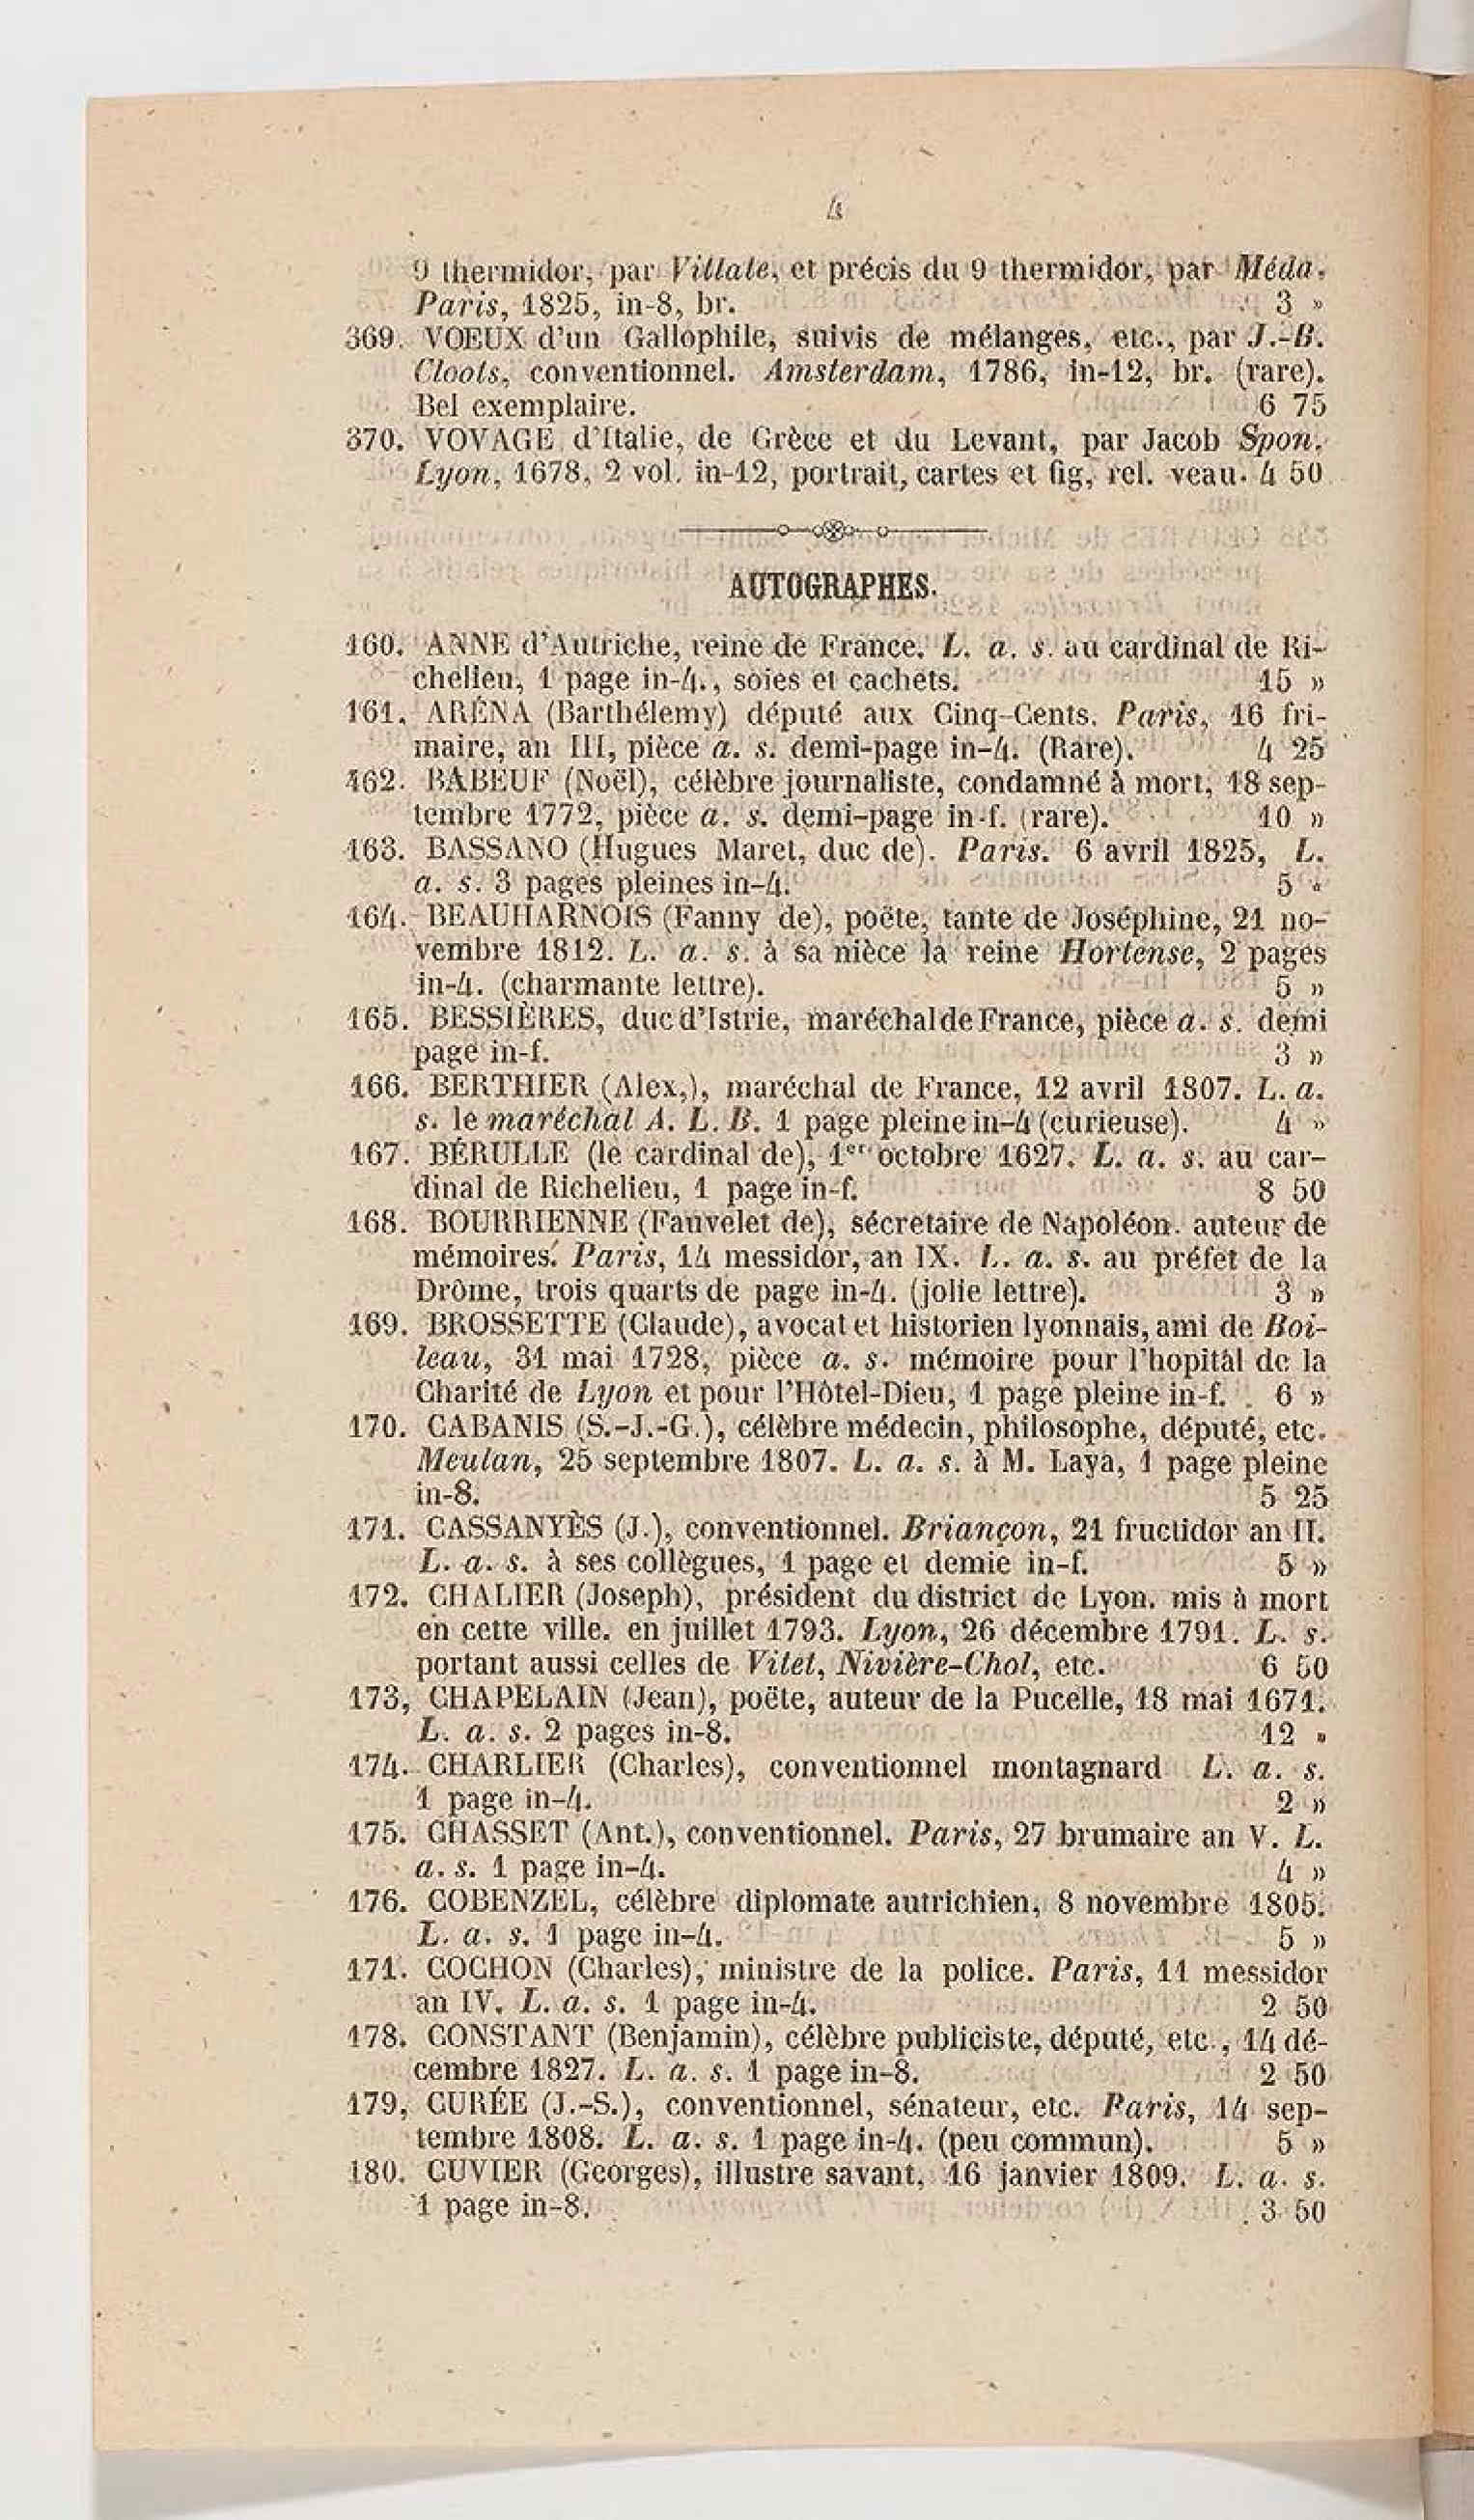 4
9 thermidor, par Villate, et précis du 9 thermidor, par Méda.
Paris, 1825, in-8, br. 3 »
369. VOEUX d'un Gallophile, suivis de mélanges, etc., par J.-B.
Cloots, conventionnel. Amsterdam, 1786, in-12, br. (rare).
Bel exemplaire. 6 75
370. VOYAGE d'Italie, de Grèce et du Levant, par Jacob Spon.
Lyon, 1678, 2 vol. in-12, portrait, cartes et fig, rel. veau. 4 50
AUTOGRAPHES.
160. ANNE d'Autriche, reine de France. L. a. s. au cardinal de Ri-
chelieu, 1 page in-4., soies et cachets. 15 »
161. ARÉNA (Barthélemy) député aux Cinq-Cents. Paris, 16 fri-
maire, an III, pièce a. s. demi-page in-4. (Rare). 4 25
162. BABEUF (Noël), célèbre journaliste, condamné à mort, 18 sep-
tembre 1772, pièce a. s. demi-page in-f. (rare). 10 »
163. BASSANO (Hugues Maret, duc de). Paris. 6 avril 1825, L.
a. s. 3 pages pleines in-4. 5 «
164. BEAUHARNOIS (Fanny de), poëte, tante de Joséphine, 21 no-
vembre 1812. L. a. s. à sa nièce la reine Hortense, 2 pages
in-4. (charmante lettre). 5 »
165. BESSIÈRES, duc d'Istrie, maréchal de France, pièce a. s. demi
page in-f. 3 »
166. BERTHIER (Alex,), maréchal de France, 12 avril 1807. L. a.
s. le maréchal A. L. B. 1 page pleine in-4 (curieuse). 4 »
167. BÉRULLE (le cardinal de), 1er octobre 1627. L. a. s. au car-
dinal de Richelieu, 1 page in-f. 8 50
168. BOURRIENNE (Fauvelet de), sécretaire de Napoléon. auteur de
mémoires. Paris, 14 messidor, an IX. L. a. s. au préfet de la
Drôme, trois quarts de page in-4. (jolie lettre). 3 »
169. BROSSETTE (Claude), avocat et historien lyonnais, ami de Boi-
leau, 31 mai 1728, pièce a. s. mémoire pour l'hopital de la
Charité de Lyon et pour l'Hôtel-Dieu, 1 page pleine in-f. 6 »
170. CABANIS (S.-J.-G.), célèbre médecin, philosophe, député, etc.
Meulan, 25 septembre 1807. L. a. s. à M. Laya, 1 page pleine
in-8. 5 25
171. CASSANYÈS (J.), conventionnel. Briançon, 21 fructidor an II.
L. a. s. à ses collègues, 1 page et demie in-f. 5 »
172. CHALIER (Joseph), président du district de Lyon. mis à mort
en cette ville. en juillet 1793. Lyon, 26 décembre 1791. L. s.
portant aussi celles de Vitet, Nivière-Chol, etc. 6 50
173, CHAPELAIN (Jean), poëte, auteur de la Pucelle, 18 mai 1671.
L. a. s. 2 pages in-8. 12 »
174. CHARLIER (Charles), conventionnel montagnard L. a. s.
1 page in-4. 2 »
175. CHASSET (Ant.), conventionnel. Paris, 27 brumaire an V. L.
a. s. 1 page in-4. 4 »
176. COBENZEL, célèbre diplomate autrichien, 8 novembre 1805.
L. a. s. 1 page in-4. 5 »
171. COCHON (Charles), ministre de la police. Paris, 11 messidor
an IV. L. a. s. 1 page in-4. 2 50
178. CONSTANT (Benjamin), célèbre publiciste, député, etc., 14 dé-
cembre 1827. L. a. s. 1 page in-8. 2 50
179, CURÉE (J.-S.), conventionnel, sénateur, etc. Paris, 14 sep-
tembre 1808. L. a. s. 1 page in-4. (peu commun). 5 »
180. CUVIER (Georges), illustre savant, 16 janvier 1809. L. a. s.
1 page in-8. 3 50